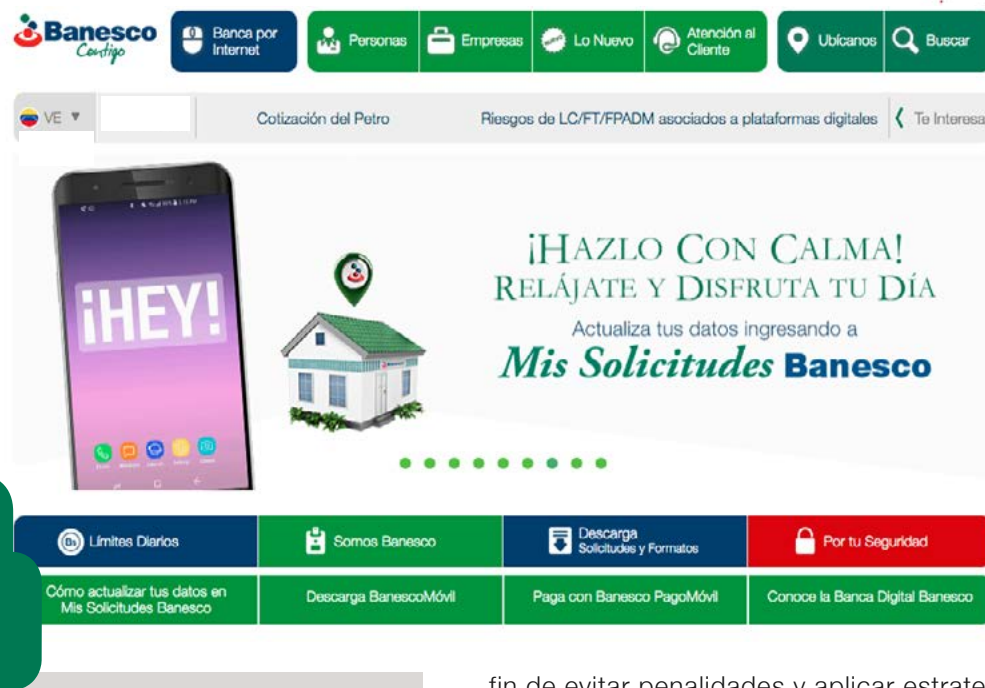 Banesco
Contigo
Banca por
Internet
Personas
Empresas
Lo Nuevo
Atención al
Cliente
Ubícanos
Buscar
VE
Cotización del Petro
Riesgos de LC/FT/FPADM asociados a plataformas digitales
Te Interesa
¡HEY!
¡HAZLO CON CALMA!
RELÁJATE Y DISFRUTA TU DÍA
Actualiza tus datos ingresando a
Mis Solicitudes Banesco
Límites Diarios
Somos Banesco
Descarga
Solicitudes y Formatos
Por tu Seguridad
Cómo actualizar tus datos en
Mis Solicitudes Banesco
Descarga BanescoMóvil
Paga con Banesco PagoMóvil
Conoce la Banca Digital Banesco
fin de evitar penalidades y aplicar estrate